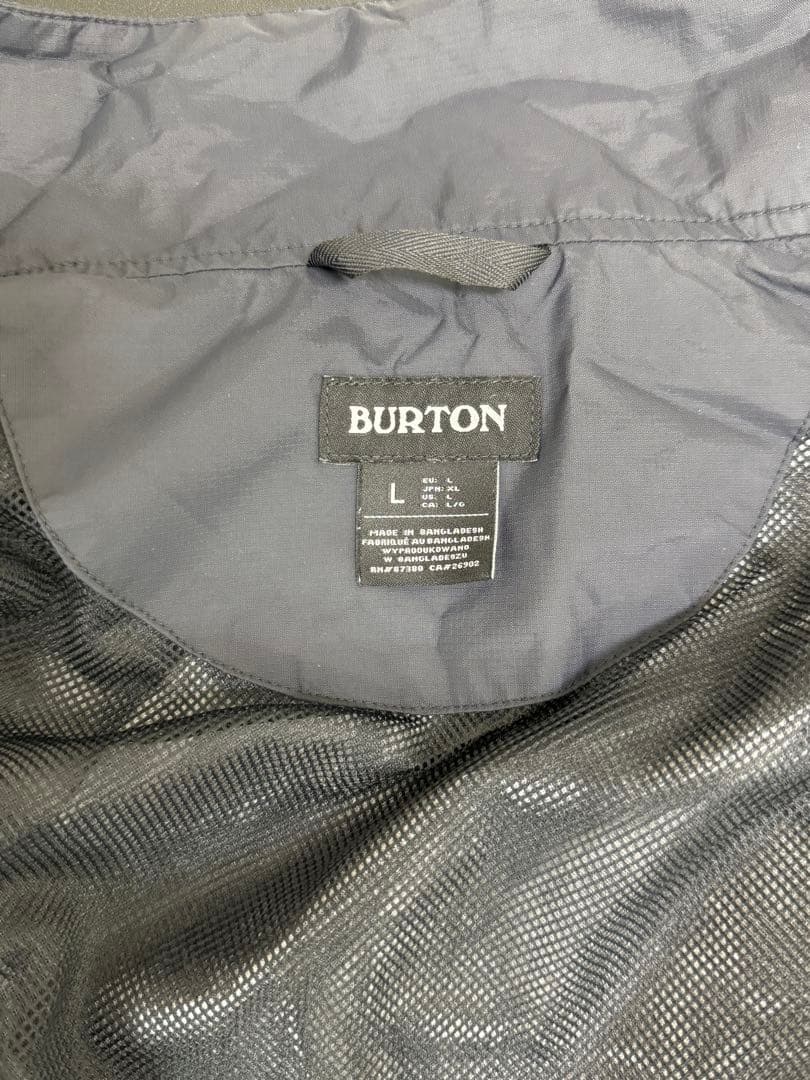 BURTON
L
EU: L
JPN: XL
US: L
CA: L/G
MADE IN BANGLADESH
FABRIQUÉ AU BANGLADESH
WYPRODUKOWANO
W BANGLADESZU
RN#87380 CA#26902